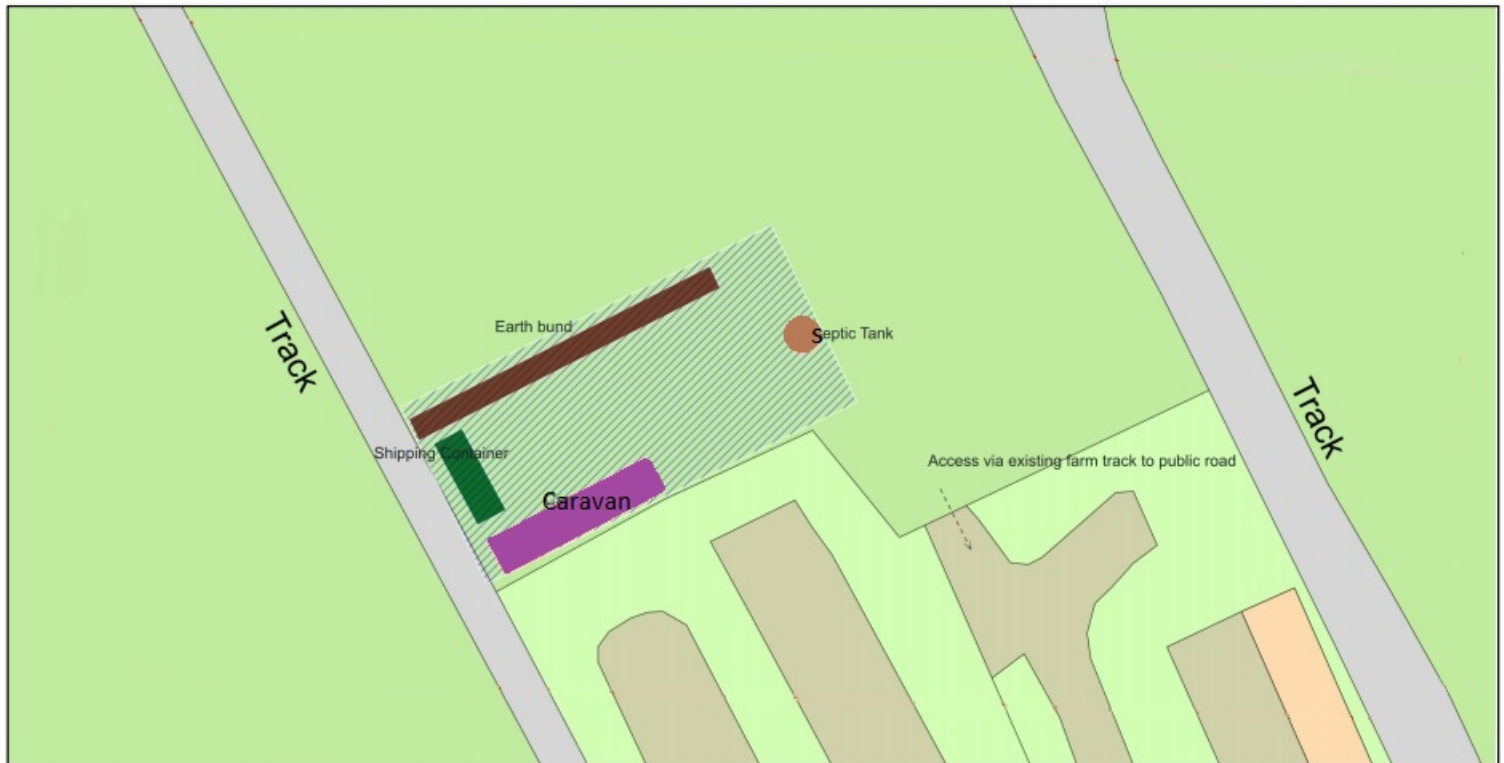 Track
Earth bund
Septic Tank
Track
Shipping Container
Access via existing farm track to public road
Caravan